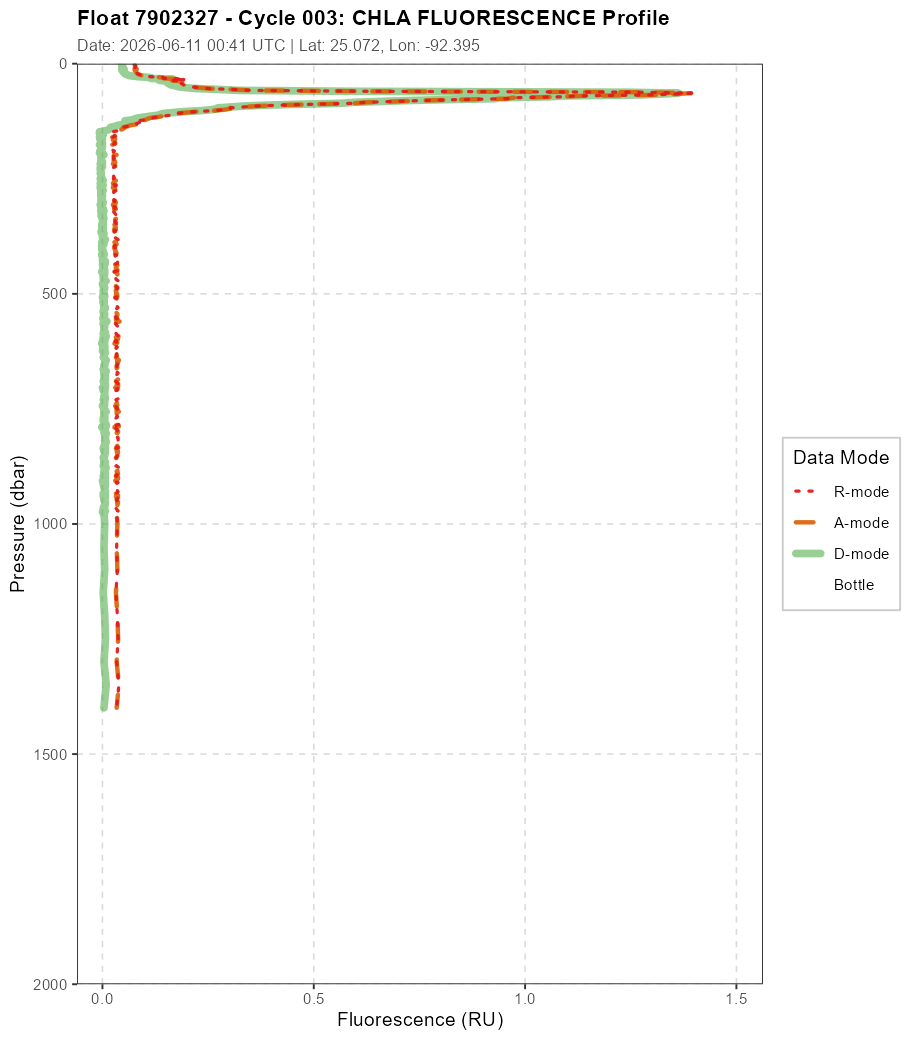 Float 7902327 - Cycle 003: CHLA FLUORESCENCE Profile
Date: 2026-06-11 00:41 UTC | Lat: 25.072, Lon: -92.395
0
500
1000
1500
2000
Pressure (dbar)
0.0 0.5 1.0 1.5
Fluorescence (RU)
Data Mode
R-mode
A-mode
D-mode
Bottle